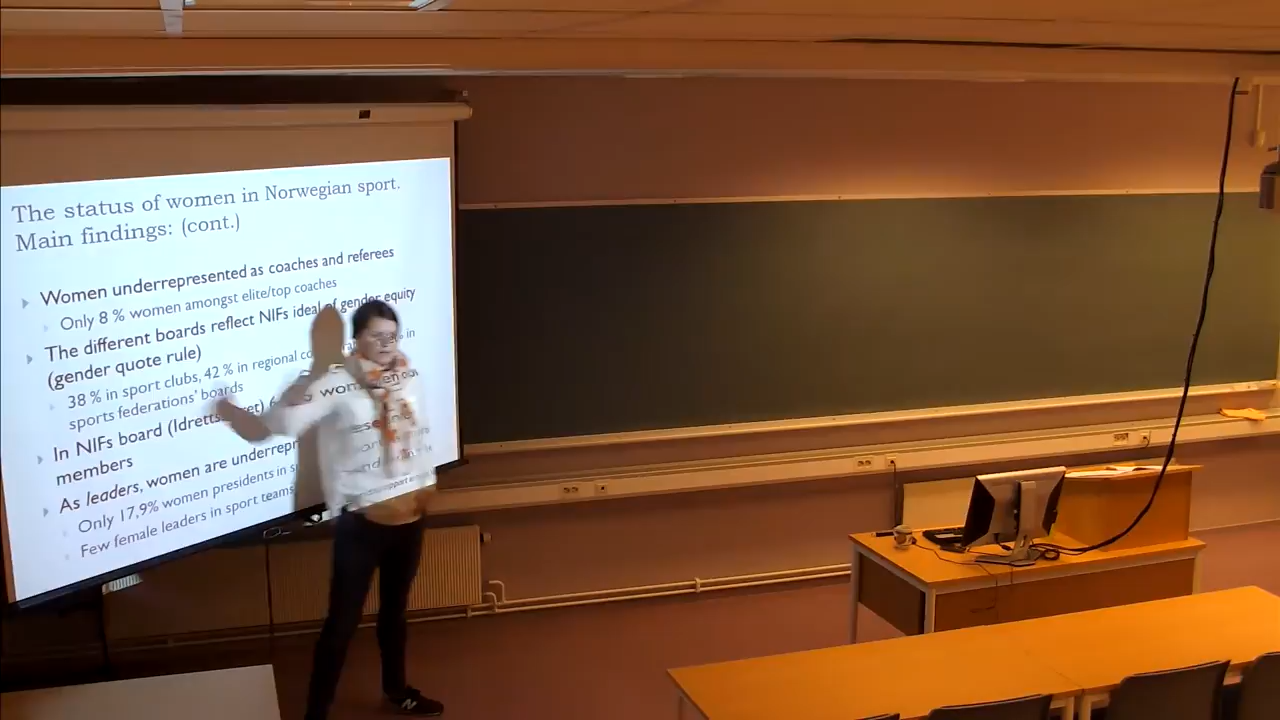 The status of women in Norwegian sport.
Main findings: (cont.)
Women underrepresented as coaches and referees
Only 8 % women amongst elite/top coaches
The different boards reflect NIFs ideal of gender equity
(gender quote rule)
38 % in sport clubs, 42 % in regional in
sports federations' boards
In NIFs board
members
As leaders, women are
Only 17,9% women presidents in
Few female leaders in sport teams
N